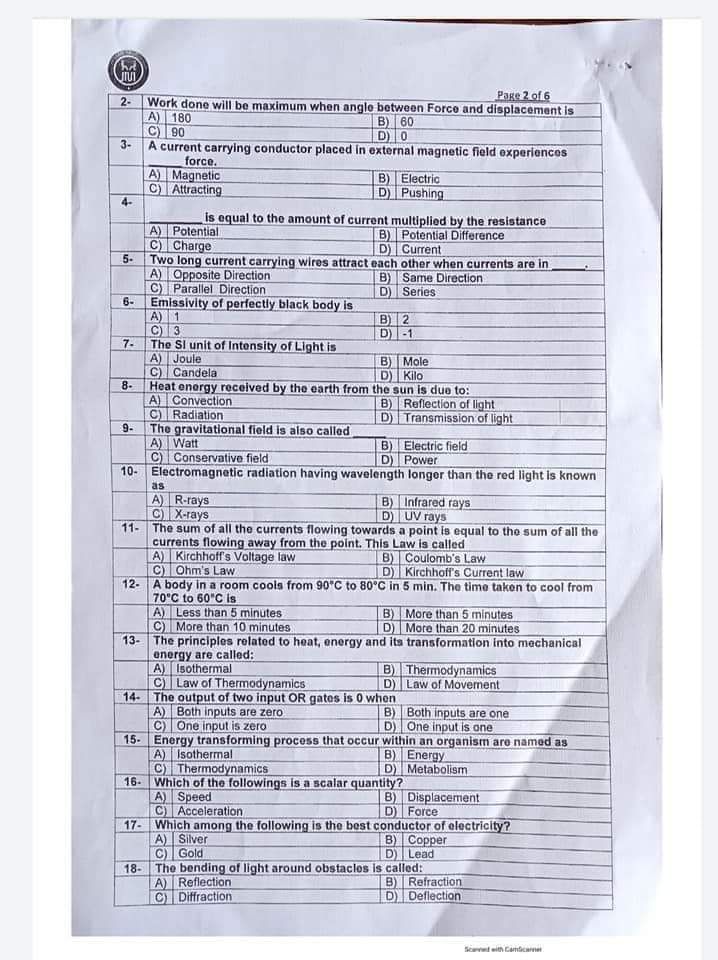 Page 2 of 6
2- Work done will be maximum when angle between Force and displacement is
A) 180 B) 60
C) 90 D) 0
3- A current carrying conductor placed in external magnetic field experiences
______force.
A) Magnetic B) Electric
C) Attracting D) Pushing
4-
________is equal to the amount of current multiplied by the resistance
A) Potential B) Potential Difference
C) Charge D) Current
5- Two long current carrying wires attract each other when currents are in _____.
A) Opposite Direction B) Same Direction
C) Parallel Direction D) Series
6- Emissivity of perfectly black body is
A) 1 B) 2
C) 3 D) -1
7- The SI unit of Intensity of Light is
A) Joule B) Mole
C) Candela D) Kilo
8- Heat energy received by the earth from the sun is due to:
A) Convection B) Reflection of light
C) Radiation D) Transmission of light
9- The gravitational field is also called
A) Watt B) Electric field
C) Conservative field D) Power
10- Electromagnetic radiation having wavelength longer than the red light is known
as
A) R-rays B) Infrared rays
C) X-rays D) UV rays
11- The sum of all the currents flowing towards a point is equal to the sum of all the
currents flowing away from the point. This Law is called
A) Kirchhoff's Voltage law B) Coulomb's Law
C) Ohm's Law D) Kirchhoff's Current law
12- A body in a room cools from 90°C to 80°C in 5 min. The time taken to cool from
70°C to 60°C is
A) Less than 5 minutes B) More than 5 minutes
C) More than 10 minutes D) More than 20 minutes
13- The principles related to heat, energy and its transformation into mechanical
energy are called:
A) Isothermal B) Thermodynamics
C) Law of Thermodynamics D) Law of Movement
14- The output of two input OR gates is 0 when
A) Both inputs are zero B) Both inputs are one
C) One input is zero D) One input is one
15- Energy transforming process that occur within an organism are named as
A) Isothermal B) Energy
C) Thermodynamics D) Metabolism
16- Which of the followings is a scalar quantity?
A) Speed B) Displacement
C) Acceleration D) Force
17- Which among the following is the best conductor of electricity?
A) Silver B) Copper
C) Gold D) Lead
18- The bending of light around obstacles is called:
A) Reflection B) Refraction
C) Diffraction D) Deflection
Scanned with CamScanner